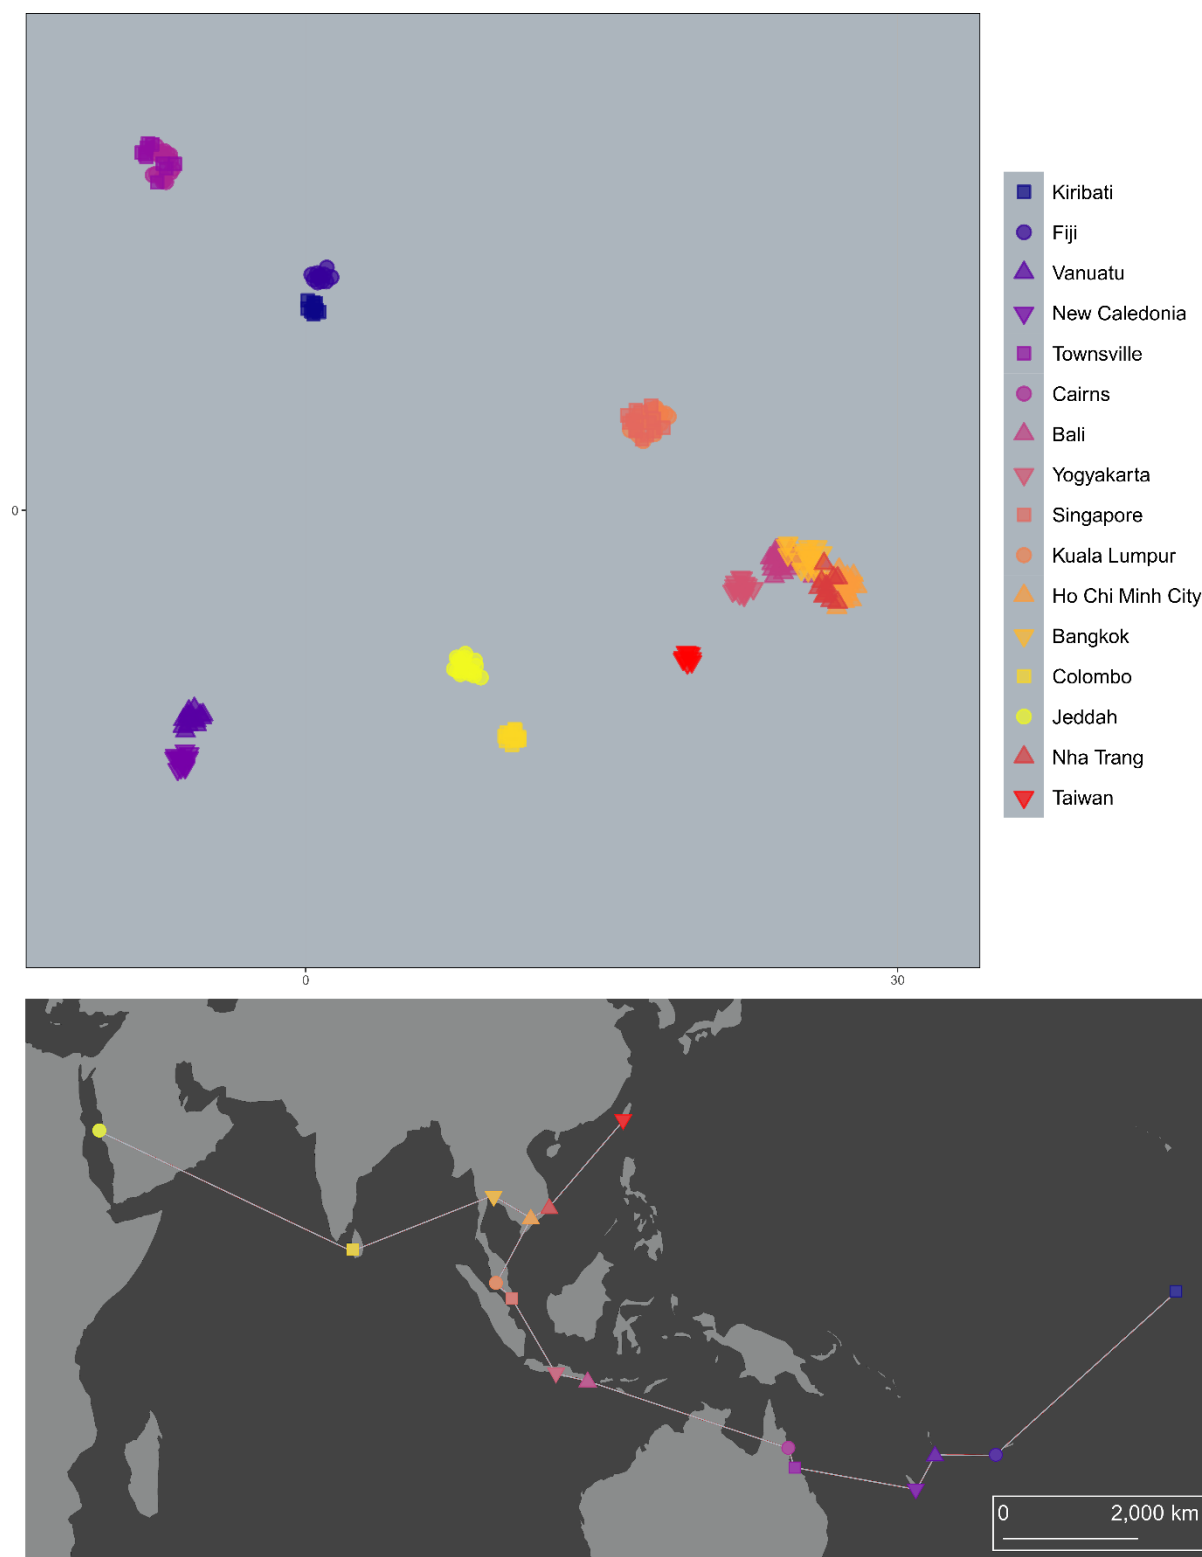 Kiribati
Fiji
Vanuatu
New Caledonia
Townsville
Cairns
Bali
Yogyakarta
Singapore
Kuala Lumpur
Ho Chi Minh City
Bangkok
Colombo
Jeddah
Nha Trang
Taiwan
0
0 30
0 2,000 km